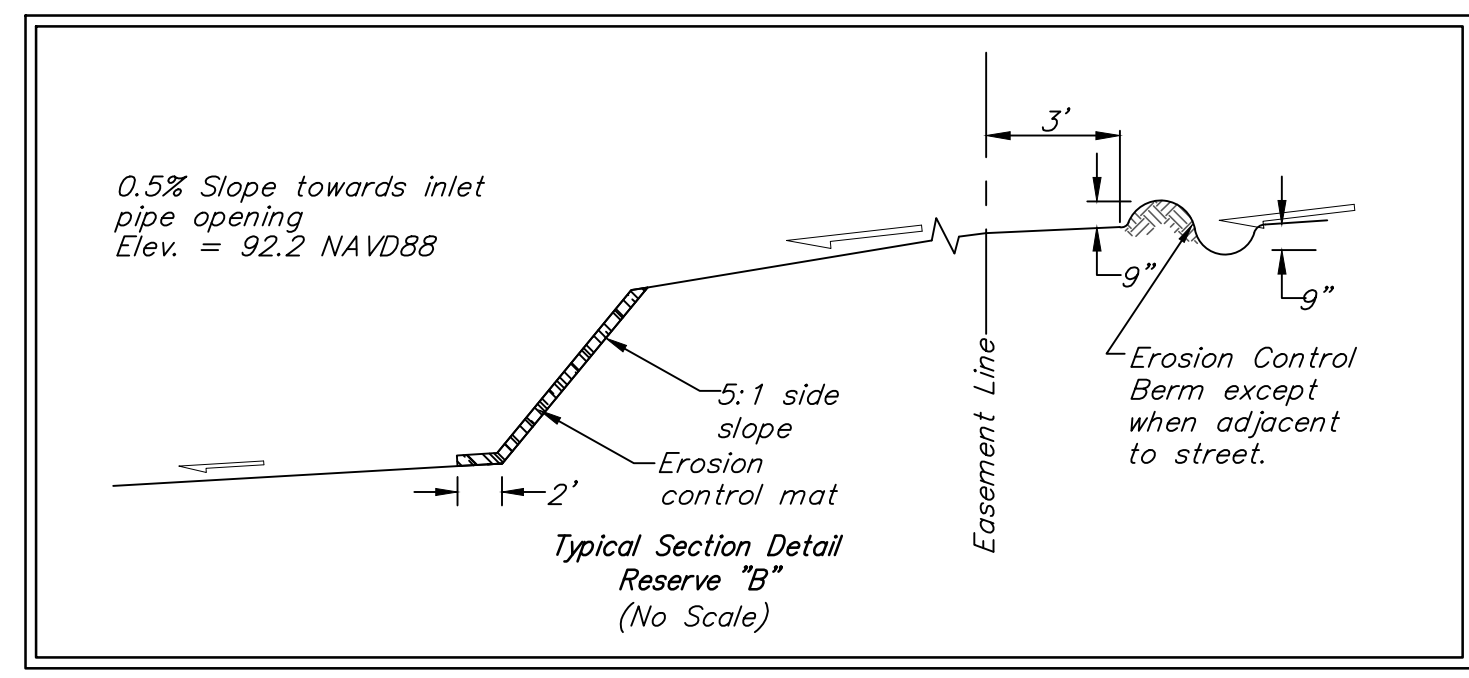 0.5% Slope towards inlet
pipe opening
Elev. = 92.2 NAVD88
3'
9"
9"
5:1 side
slope
Erosion
control mat
2'
Easement Line
Erosion Control
Berm except
when adjacent
to street.
Typical Section Detail
Reserve "B"
(No Scale)